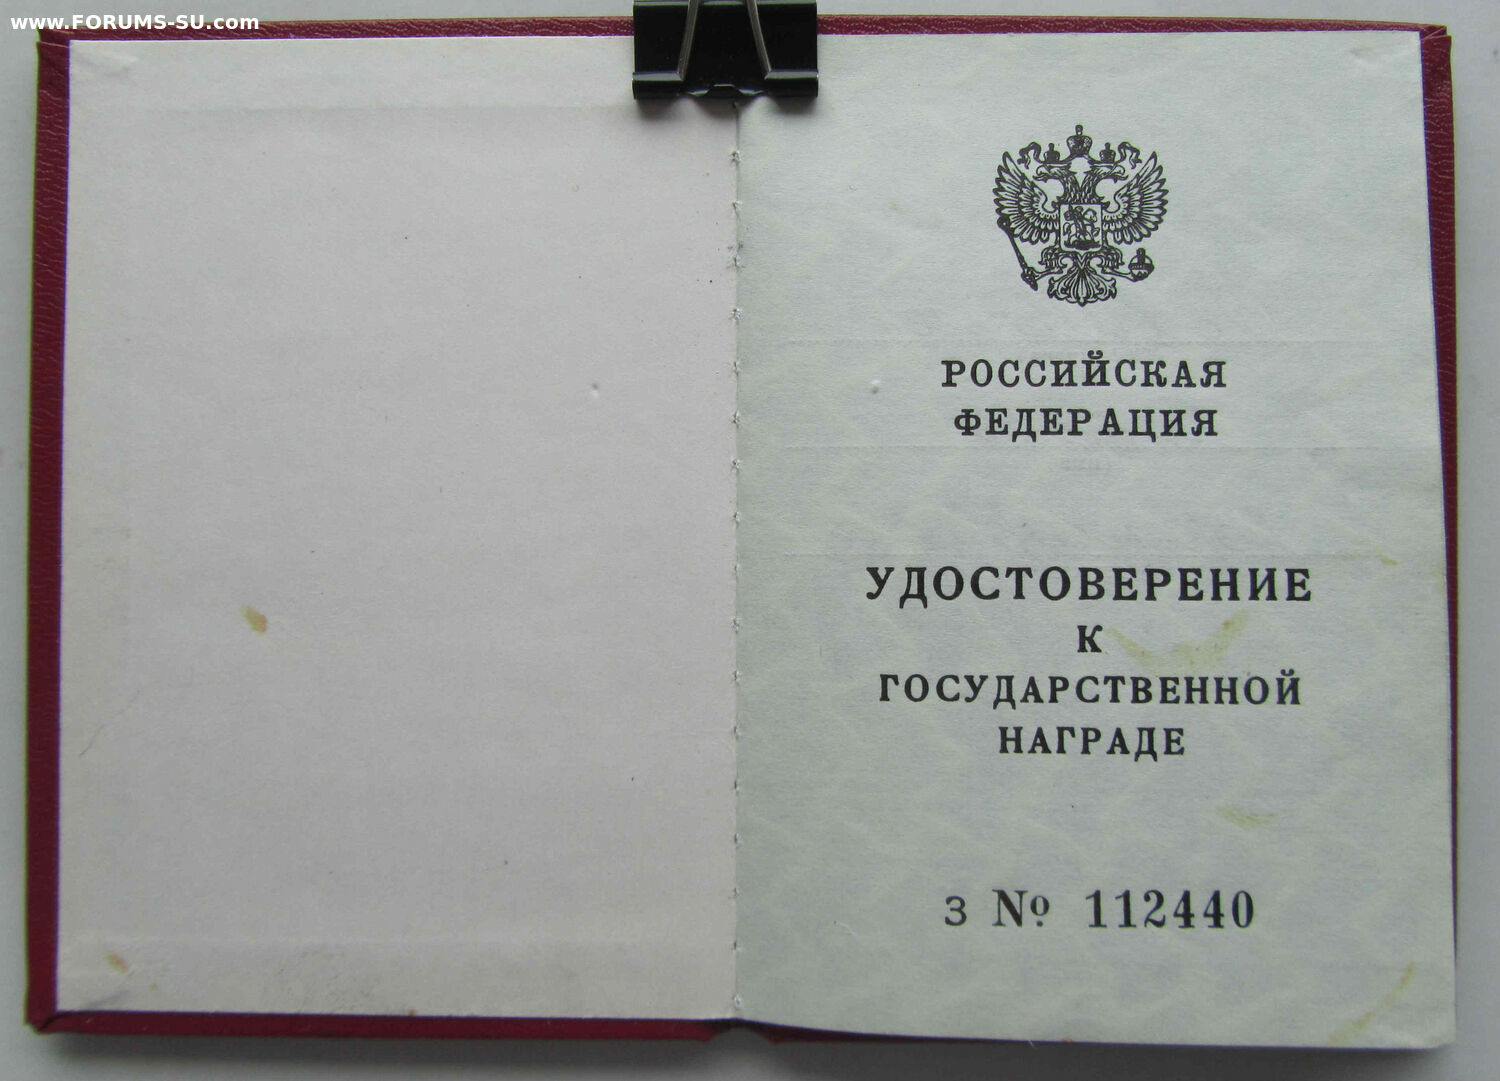 www.FORUMS-SU.com
РОССИЙСКАЯ
ФЕДЕРАЦИЯ
УДОСТОВЕРЕНИЕ
К
ГОСУДАРСТВЕННОЙ
НАГРАДЕ
З № 112440